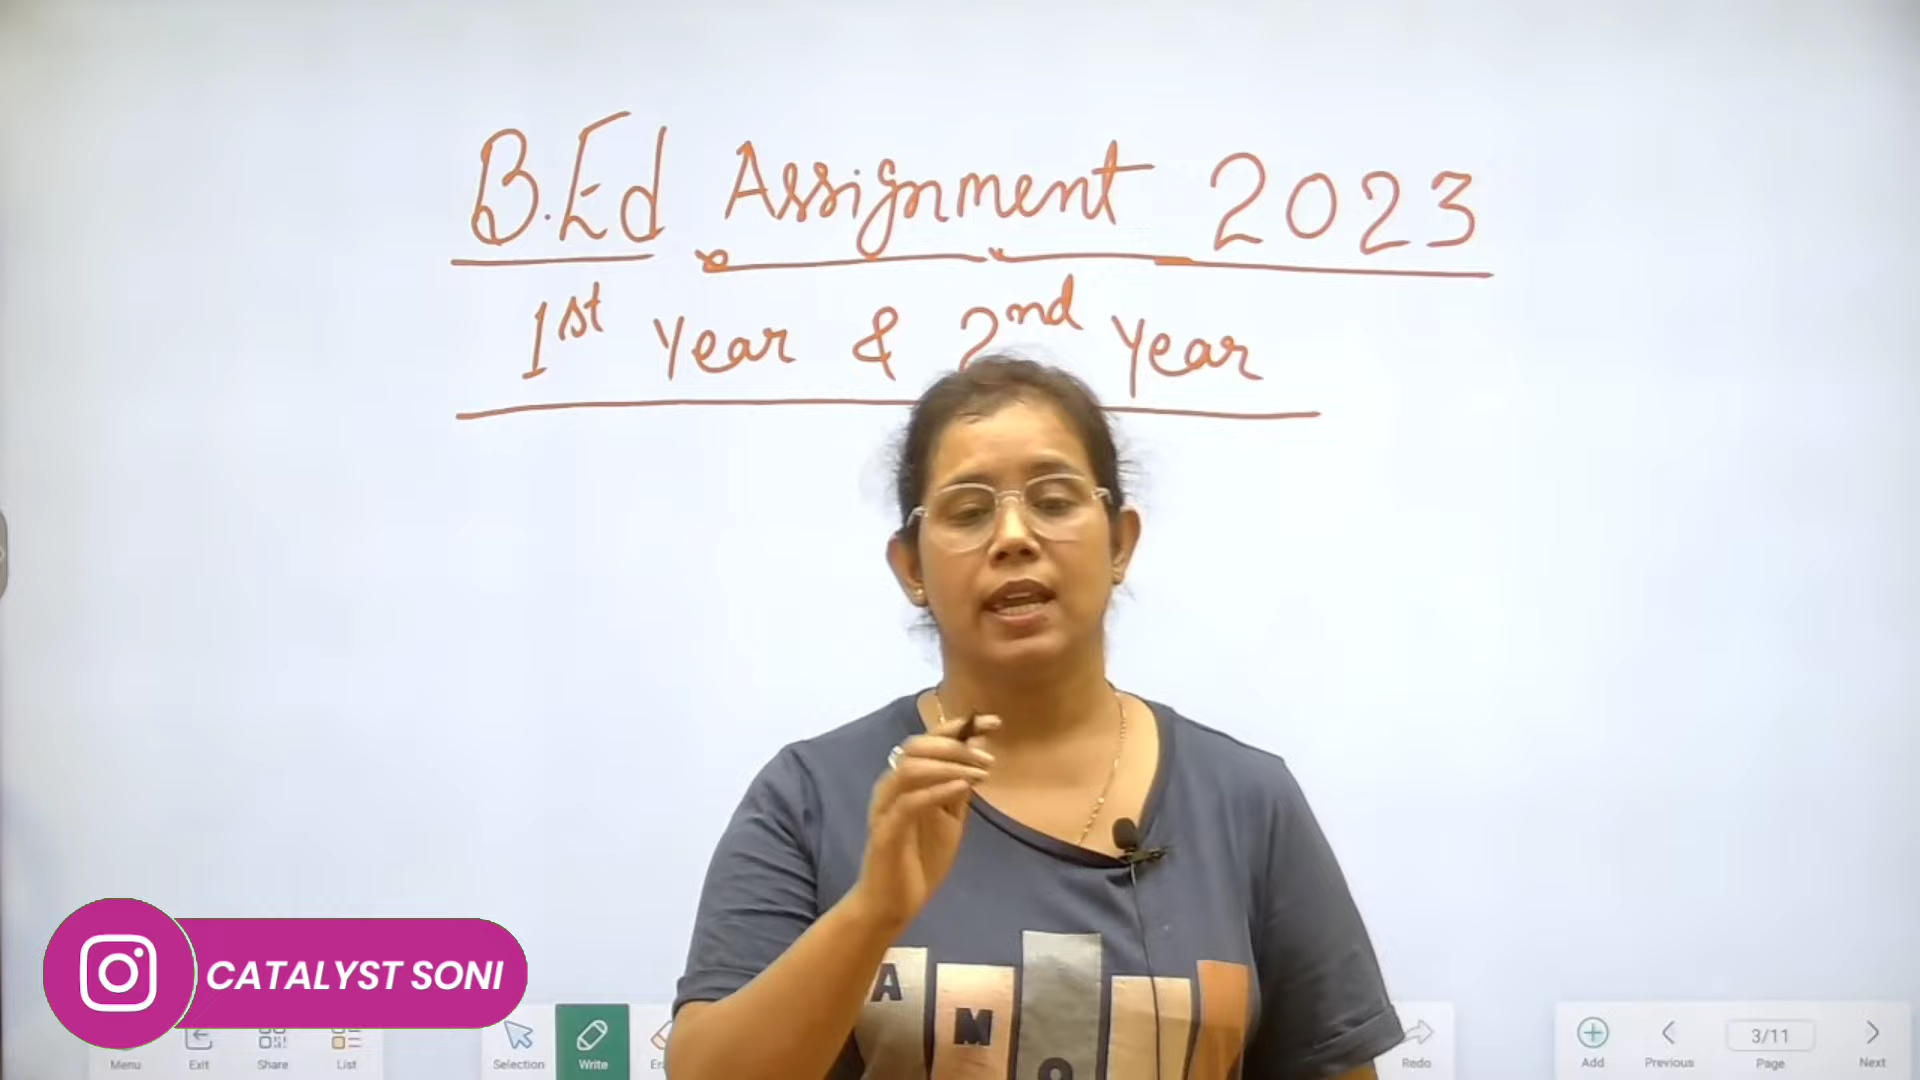 B.Ed Assignment 2023
1st Year & 2nd Year
A
M
CATALYST SONI
Menu
Exit
Share
List
Selection
Write
Redo
Add
Previous
3/11
Page
Next